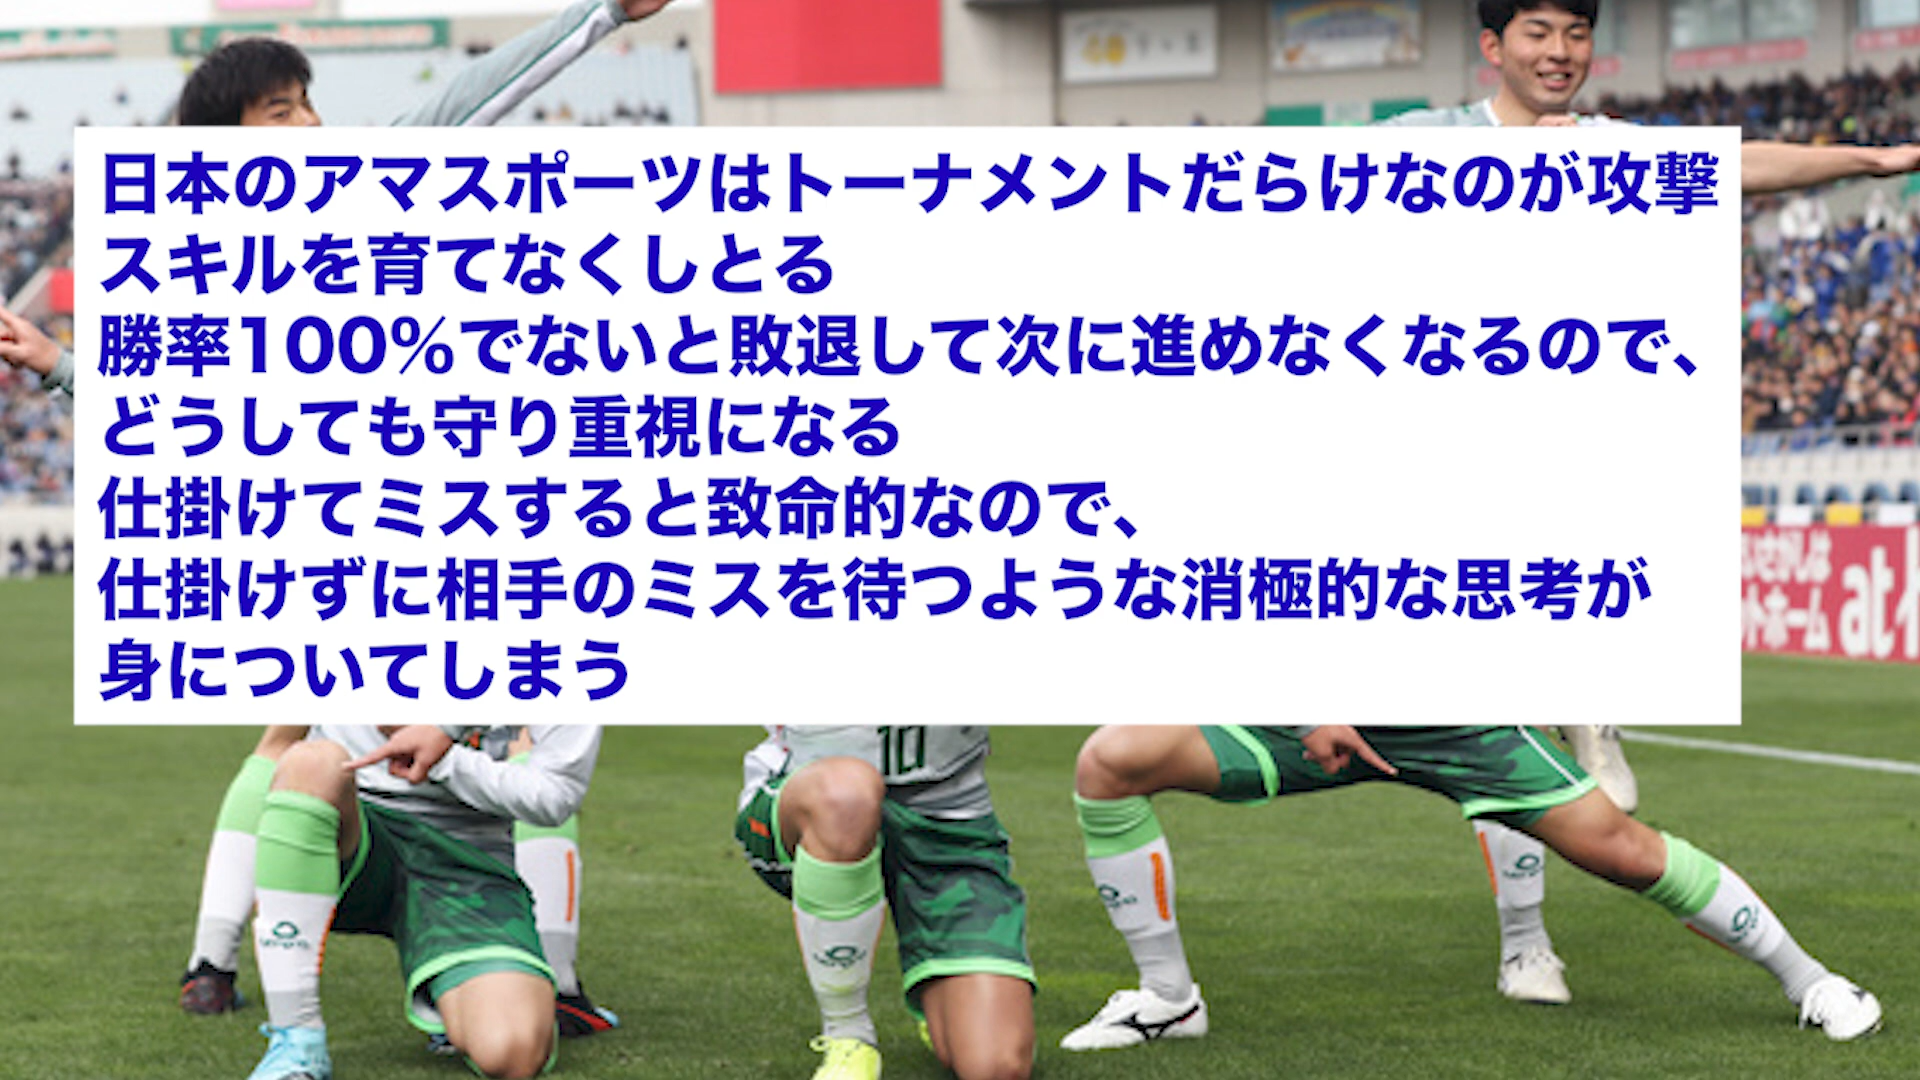 日本のアマスポーツはトーナメントだらけなのが攻撃
スキルを育てなくしとる
勝率100%でないと敗退して次に進めなくなるので、
どうしても守り重視になる
仕掛けてミスすると致命的なので、
仕掛けずに相手のミスを待つような消極的な思考が
身についてしまう
10